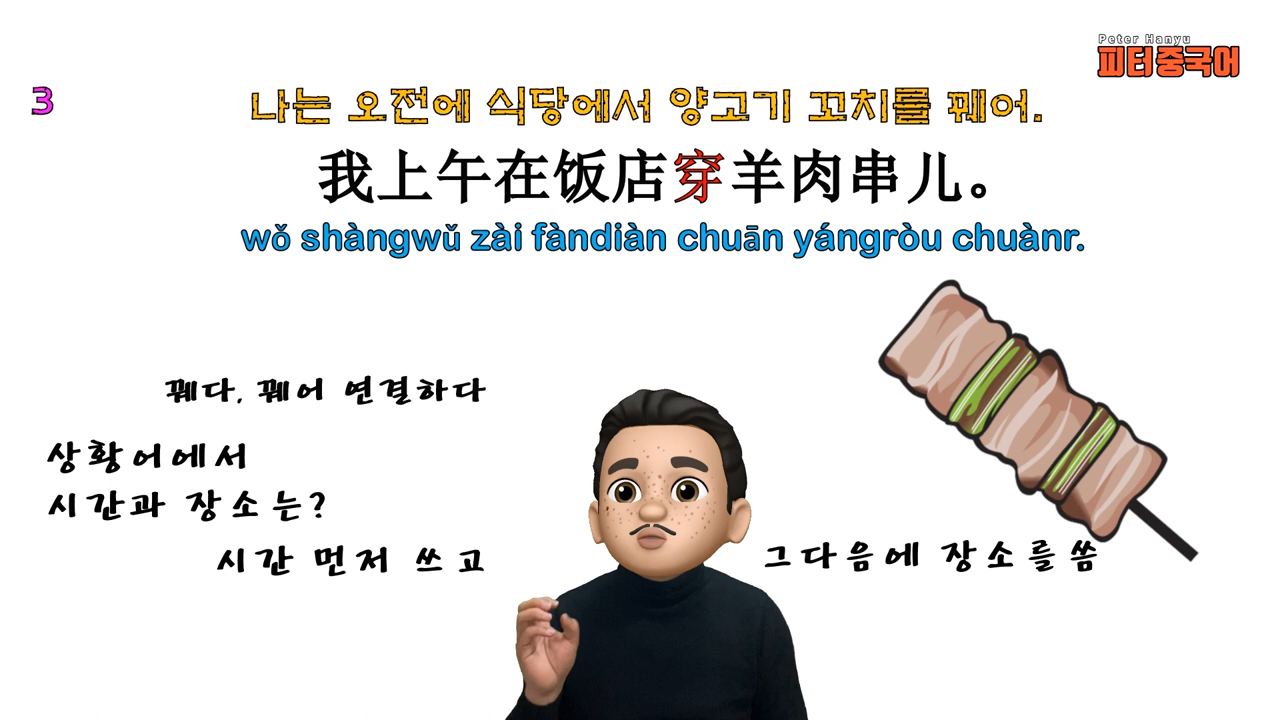 Peter Hanyu
피터중국어
3
나는 오전에 식당에서 양고기 꼬치를 꿰어.
我上午在饭店穿羊肉串儿。
wǒ shàngwǔ zài fàndiàn chuān yángròu chuànr.
꿰다, 꿰어 연결하다
상황어에서
시간과 장소는?
시간 먼저 쓰고
그다음에 장소를 씀